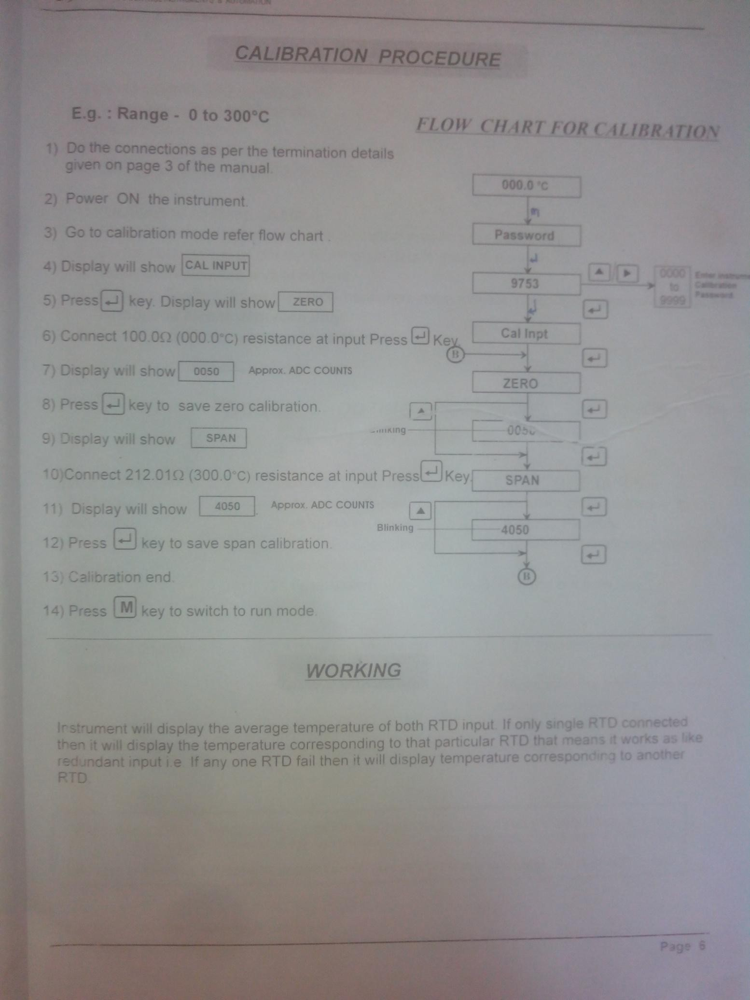 & AUTOMATION
CALIBRATION PROCEDURE
E.g. : Range - 0 to 300°C
1) Do the connections as per the termination details
given on page 3 of the manual.
2) Power ON the instrument.
3) Go to calibration mode refer flow chart .
4) Display will show CAL INPUT
5) Press ↵ key. Display will show ZERO
6) Connect 100.0Ω (000.0°C) resistance at input Press ↵ Key.
7) Display will show 0050 Approx. ADC COUNTS
8) Press ↵ key to save zero calibration.
9) Display will show SPAN
10)Connect 212.01Ω (300.0°C) resistance at input Press ↵ Key.
11) Display will show 4050 . Approx. ADC COUNTS
12) Press ↵ key to save span calibration.
13) Calibration end.
14) Press M key to switch to run mode.
FLOW CHART FOR CALIBRATION
000.0 °C
m
Password
↵
9753
▲ / ▶
0000
to
9999
Enter
Calibration
Password
↵
↵
Cal Inpt
B
↵
ZERO
↵
▲
0050
↵
SPAN
↵
▲
Blinking
4050
↵
B
WORKING
Instrument will display the average temperature of both RTD input. If only single RTD connected
then it will display the temperature corresponding to that particular RTD that means it works as like
redundant input i.e. If any one RTD fail then it will display temperature corresponding to another
RTD.
Page 6